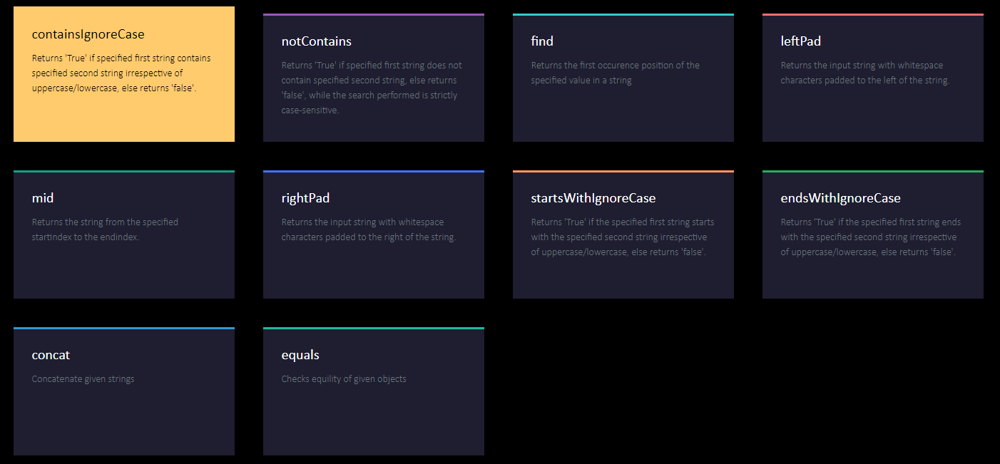 containsIgnoreCase
Returns 'True' if specified first string contains
specified second string irrespective of
uppercase/lowercase, else returns 'false'.
notContains
Returns 'True' if specified first string does not
contain specified second string, else returns
'false', while the search performed is strictly
case-sensitive.
find
Returns the first occurence position of the
specified value in a string
leftPad
Returns the input string with whitespace
characters padded to the left of the string.
mid
Returns the string from the specified
startindex to the endindex.
rightPad
Returns the input string with whitespace
characters padded to the right of the string.
startsWithIgnoreCase
Returns 'True' if the specified first string starts
with the specified second string irrespective
of uppercase/lowercase, else returns 'false'.
endsWithIgnoreCase
Returns 'True' if the specified first string ends
with the specified second string irrespective
of uppercase/lowercase, else returns 'false'.
concat
Concatenate given strings
equals
Checks equility of given objects